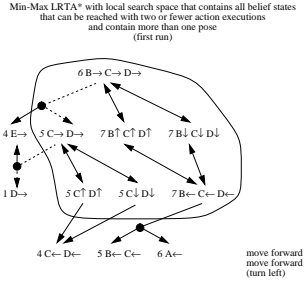 Min-Max LRTA* with local search space that contains all belief states
that can be reached with two or fewer action executions
and contain more than one pose
(first run)
6 B→ C→ D→
4 E→ 5 C→ D→ 7 B↑ C↑ D↑ 7 B↓ C↓ D↓
1 D→ 5 C↑ D↑ 5 C↓ D↓ 7 B← C← D←
4 C← D← 5 B← C← 6 A← move forward
move forward
(turn left)